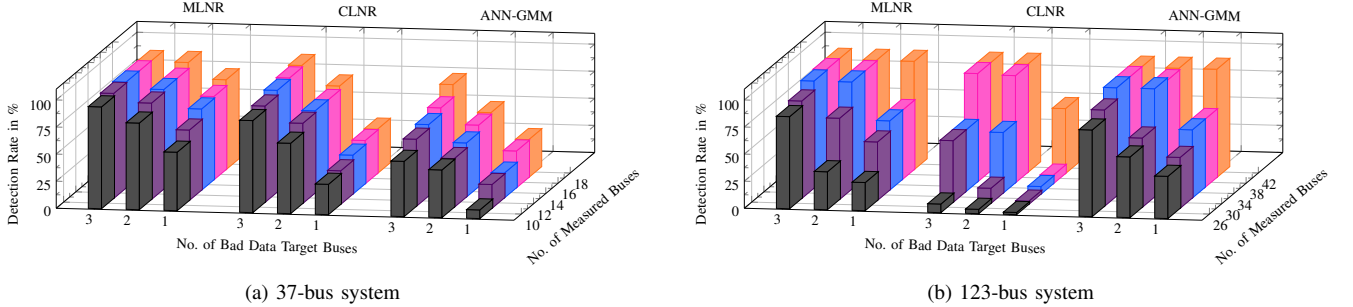 MLNR CLNR ANN-GMM
Detection Rate in %
100
75
50
25
0
3 2 1 3 2 1 3 2 1
No. of Bad Data Target Buses
10 12 14 16 18
No. of Measured Buses
(a) 37-bus system
MLNR CLNR ANN-GMM
Detection Rate in %
100
75
50
25
0
3 2 1 3 2 1 3 2 1
No. of Bad Data Target Buses
26 30 34 38 42
No. of Measured Buses
(b) 123-bus system